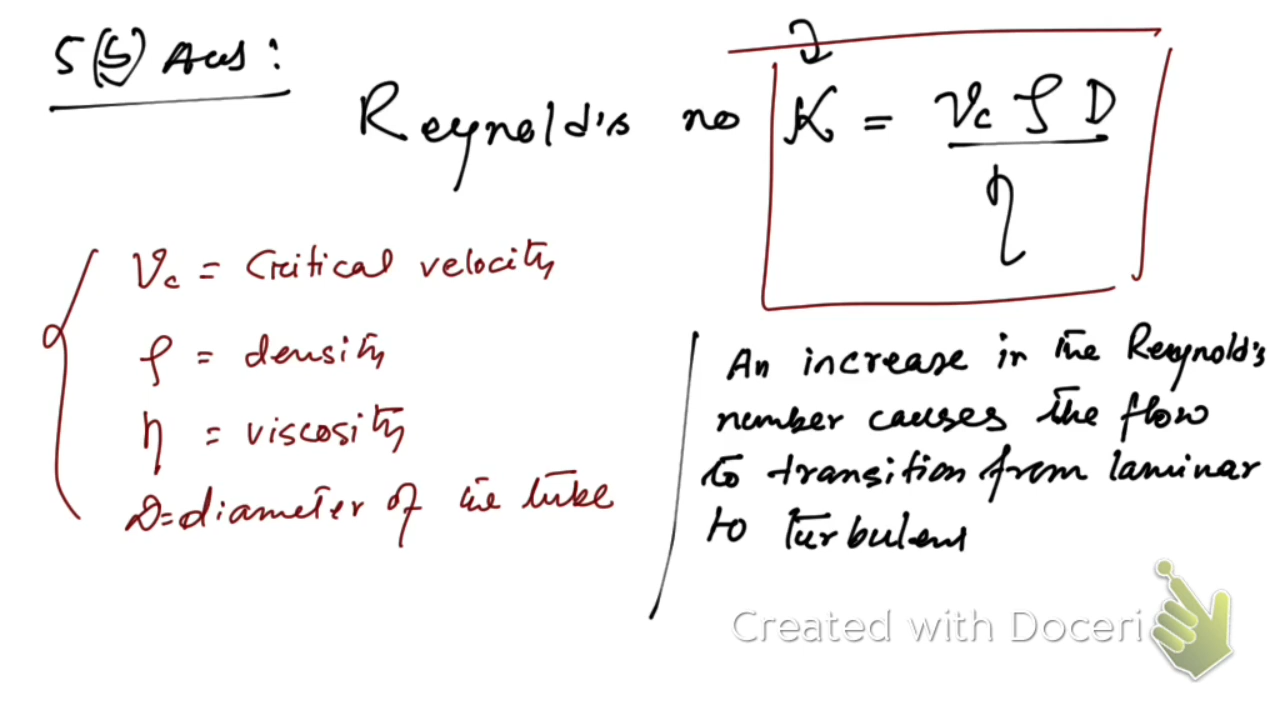 5(5) Ans:
Reynold's no K = Vc ρ D / η
Vc = Critical velocity
ρ = density
η = viscosity
D = diameter of the tube
An increase in the Reynold's
number causes the flow
to transition from laminar
to turbulent
Created with Doceri